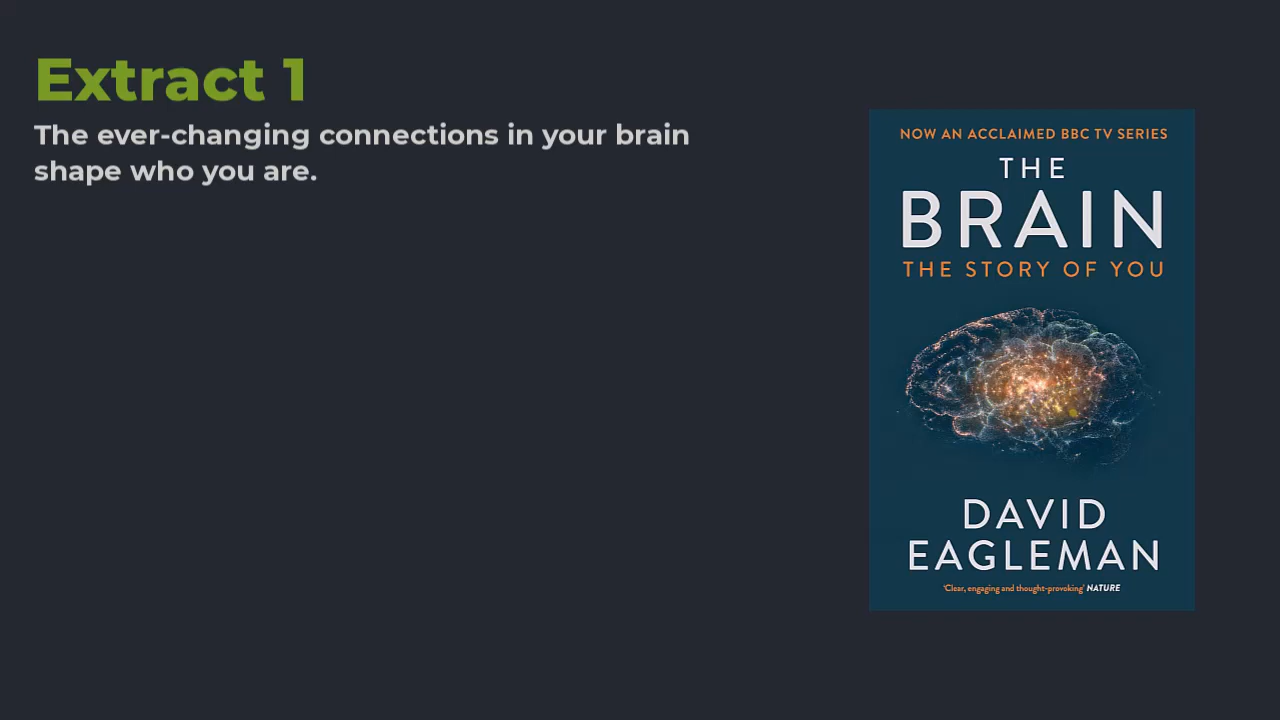 Extract 1
The ever-changing connections in your brain
shape who you are.
NOW AN ACCLAIMED BBC TV SERIES
THE
BRAIN
THE STORY OF YOU
DAVID
EAGLEMAN
'Clear, engaging and thought-provoking' NATURE